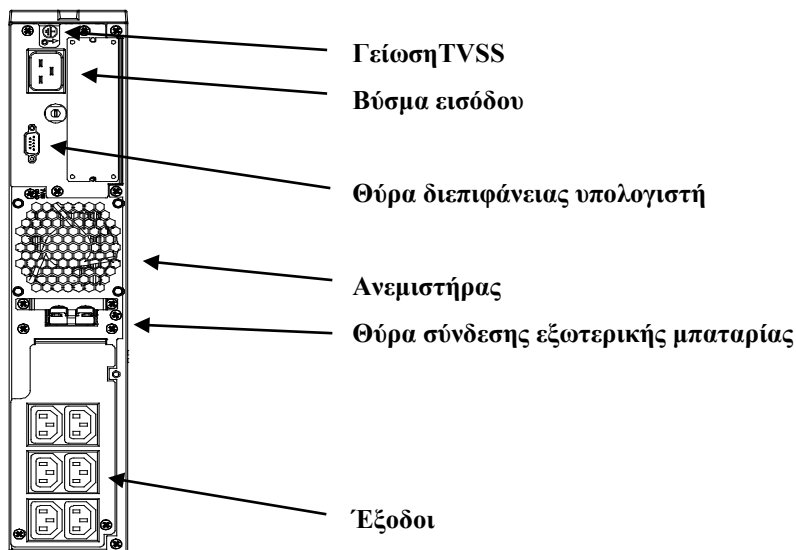 ΓείωσηTVSS
Βύσμα εισόδου
Θύρα διεπιφάνειας υπολογιστή
Ανεμιστήρας
Θύρα σύνδεσης εξωτερικής μπαταρίας
Έξοδοι